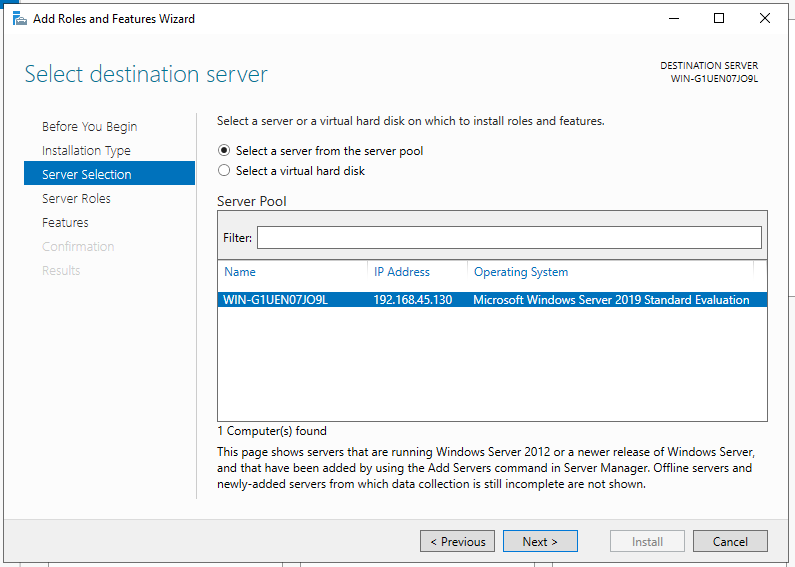 Add Roles and Features Wizard
Select destination server
DESTINATION SERVER
WIN-G1UEN07JO9L
Before You Begin
Installation Type
Server Selection
Server Roles
Features
Confirmation
Results
Select a server or a virtual hard disk on which to install roles and features.
Select a server from the server pool
Select a virtual hard disk
Server Pool
Filter:
Name IP Address Operating System
WIN-G1UEN07JO9L 192.168.45.130 Microsoft Windows Server 2019 Standard Evaluation
1 Computer(s) found
This page shows servers that are running Windows Server 2012 or a newer release of Windows Server,
and that have been added by using the Add Servers command in Server Manager. Offline servers and
newly-added servers from which data collection is still incomplete are not shown.
< Previous Next > Install Cancel